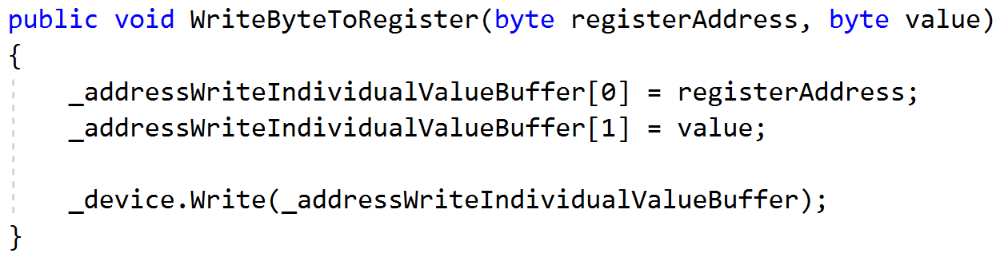 public void WriteByteToRegister(byte registerAddress, byte value)
{
    _addressWriteIndividualValueBuffer[0] = registerAddress;
    _addressWriteIndividualValueBuffer[1] = value;

    _device.Write(_addressWriteIndividualValueBuffer);
}